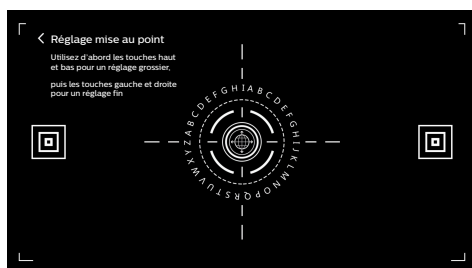 Réglage mise au point
Utilisez d'abord les touches haut
et bas pour un réglage grossier,
puis les touches gauche et droite
pour un réglage fin
ABCDEFGHIABCDEFGHIJKLMNOPQRSTUVWXYZ